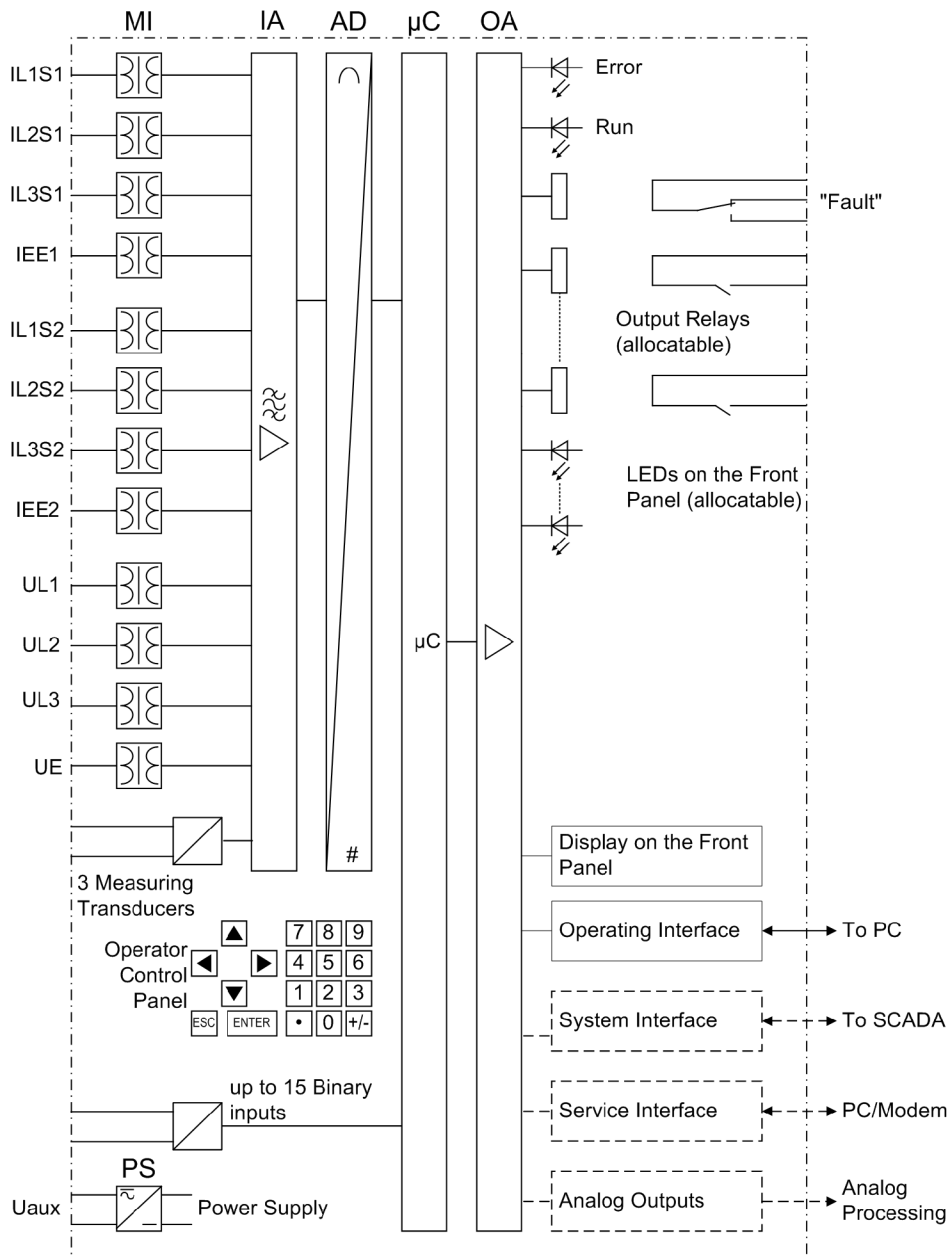 MI IA AD µC OA
IL1S1
IL2S1
IL3S1
IEE1
IL1S2
IL2S2
IL3S2
IEE2
UL1
UL2
UL3
UE
#
µC
3 Measuring
Transducers
Operator
Control
Panel
7 8 9
4 5 6
1 2 3
ESC ENTER • 0 +/-
up to 15 Binary
inputs
PS
Uaux
Power Supply
Error
Run
"Fault"
Output Relays
(allocatable)
LEDs on the Front
Panel (allocatable)
Display on the Front
Panel
Operating Interface
To PC
System Interface
To SCADA
Service Interface
PC/Modem
Analog Outputs
Analog
Processing